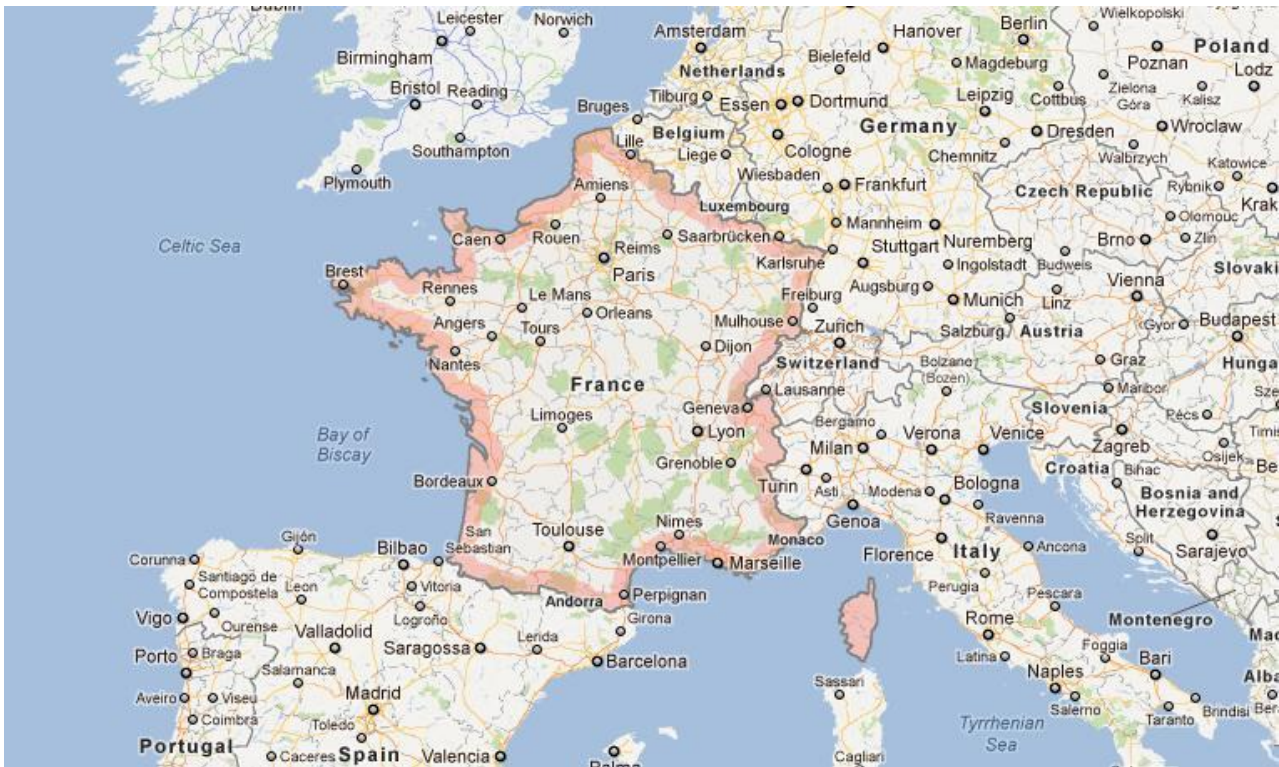 Dublin
Leicester
Norwich
Birmingham
Bristol
Reading
Southampton
Plymouth
Amsterdam
Netherlands
Tilburg
Bruges
Belgium
Lille
Liege
Hanover
Berlin
Bielefeld
Magdeburg
Essen
Dortmund
Leipzig
Cottbus
Germany
Cologne
Dresden
Chemnitz
Wiesbaden
Frankfurt
Wielkopolski
Poland
Poznan
Lodz
Zielona
Góra
Kalisz
Wroclaw
Walbrzych
Katowice
Czech Republic
Rybnik
Krak
Olomouc
Brno
Zlin
Amiens
Luxembourg
Mannheim
Celtic Sea
Caen
Rouen
Reims
Saarbrücken
Stuttgart
Nuremberg
Paris
Karlsruhe
Ingolstadt
Budweis
Slovaki
Brest
Rennes
Le Mans
Orleans
Freiburg
Augsburg
Munich
Linz
Vienna
Angers
Tours
Mulhouse
Zurich
Salzburg
Austria
Gyor
Budapest
Nantes
Dijon
Switzerland
Bolzano
(Bozen)
Graz
Hunga
France
Lausanne
Maribor
Limoges
Geneva
Slovenia
Pécs
Bay of
Biscay
Lyon
Bergamo
Milan
Verona
Venice
Zagreb
Timis
Osijek
Grenoble
Croatia
Bihac
Be
Bordeaux
Turin
Asti
Modena
Bologna
Bosnia and
Herzegovina
Ravenna
Gijón
San
Sebastian
Toulouse
Nimes
Genoa
Corunna
Bilbao
Montpellier
Marseille
Monaco
Florence
Italy
Ancona
Split
Sarajevo
Santiago de
Compostela
Leon
Vitoria
Andorra
Perpignan
Perugia
Pescara
Vigo
Ourense
Logroño
Girona
Rome
Montenegro
Valladolid
Saragossa
Lerida
Porto
Braga
Salamanca
Barcelona
Latina
Foggia
Bari
Mac
Aveiro
Viseu
Madrid
Sassari
Naples
Salerno
Alba
Coimbra
Toledo
Tyrrhenian
Sea
Taranto
Brindisi
Ber
Portugal
Caceres
Spain
Valencia
Palma
Cagliari